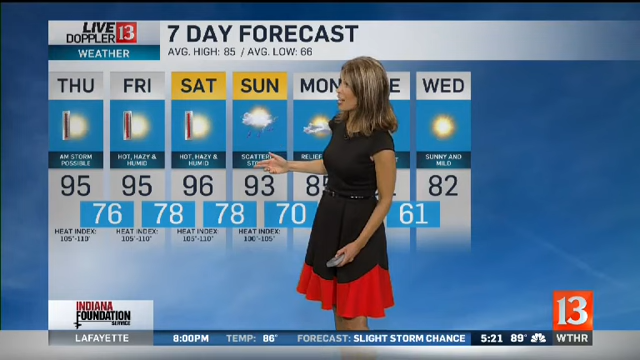 LIVE
DOPPLER 13
WEATHER
7 DAY FORECAST
AVG. HIGH: 85 / AVG. LOW: 66
THU FRI SAT SUN WED
AM STORM POSSIBLE
HOT, HAZY & HUMID
HOT, HAZY & HUMID
RELIEF
SUNNY AND MILD
95 95 96 93 82
76 78 78 70 61
HEAT INDEX: 105°-110°
HEAT INDEX: 105°-110°
HEAT INDEX: 105°-110°
HEAT INDEX: 100°-105°
INDIANA
FOUNDATION
SERVICE
13
LAFAYETTE 8:00PM TEMP: 86° FORECAST: SLIGHT STORM CHANCE 5:21 89° WTHR